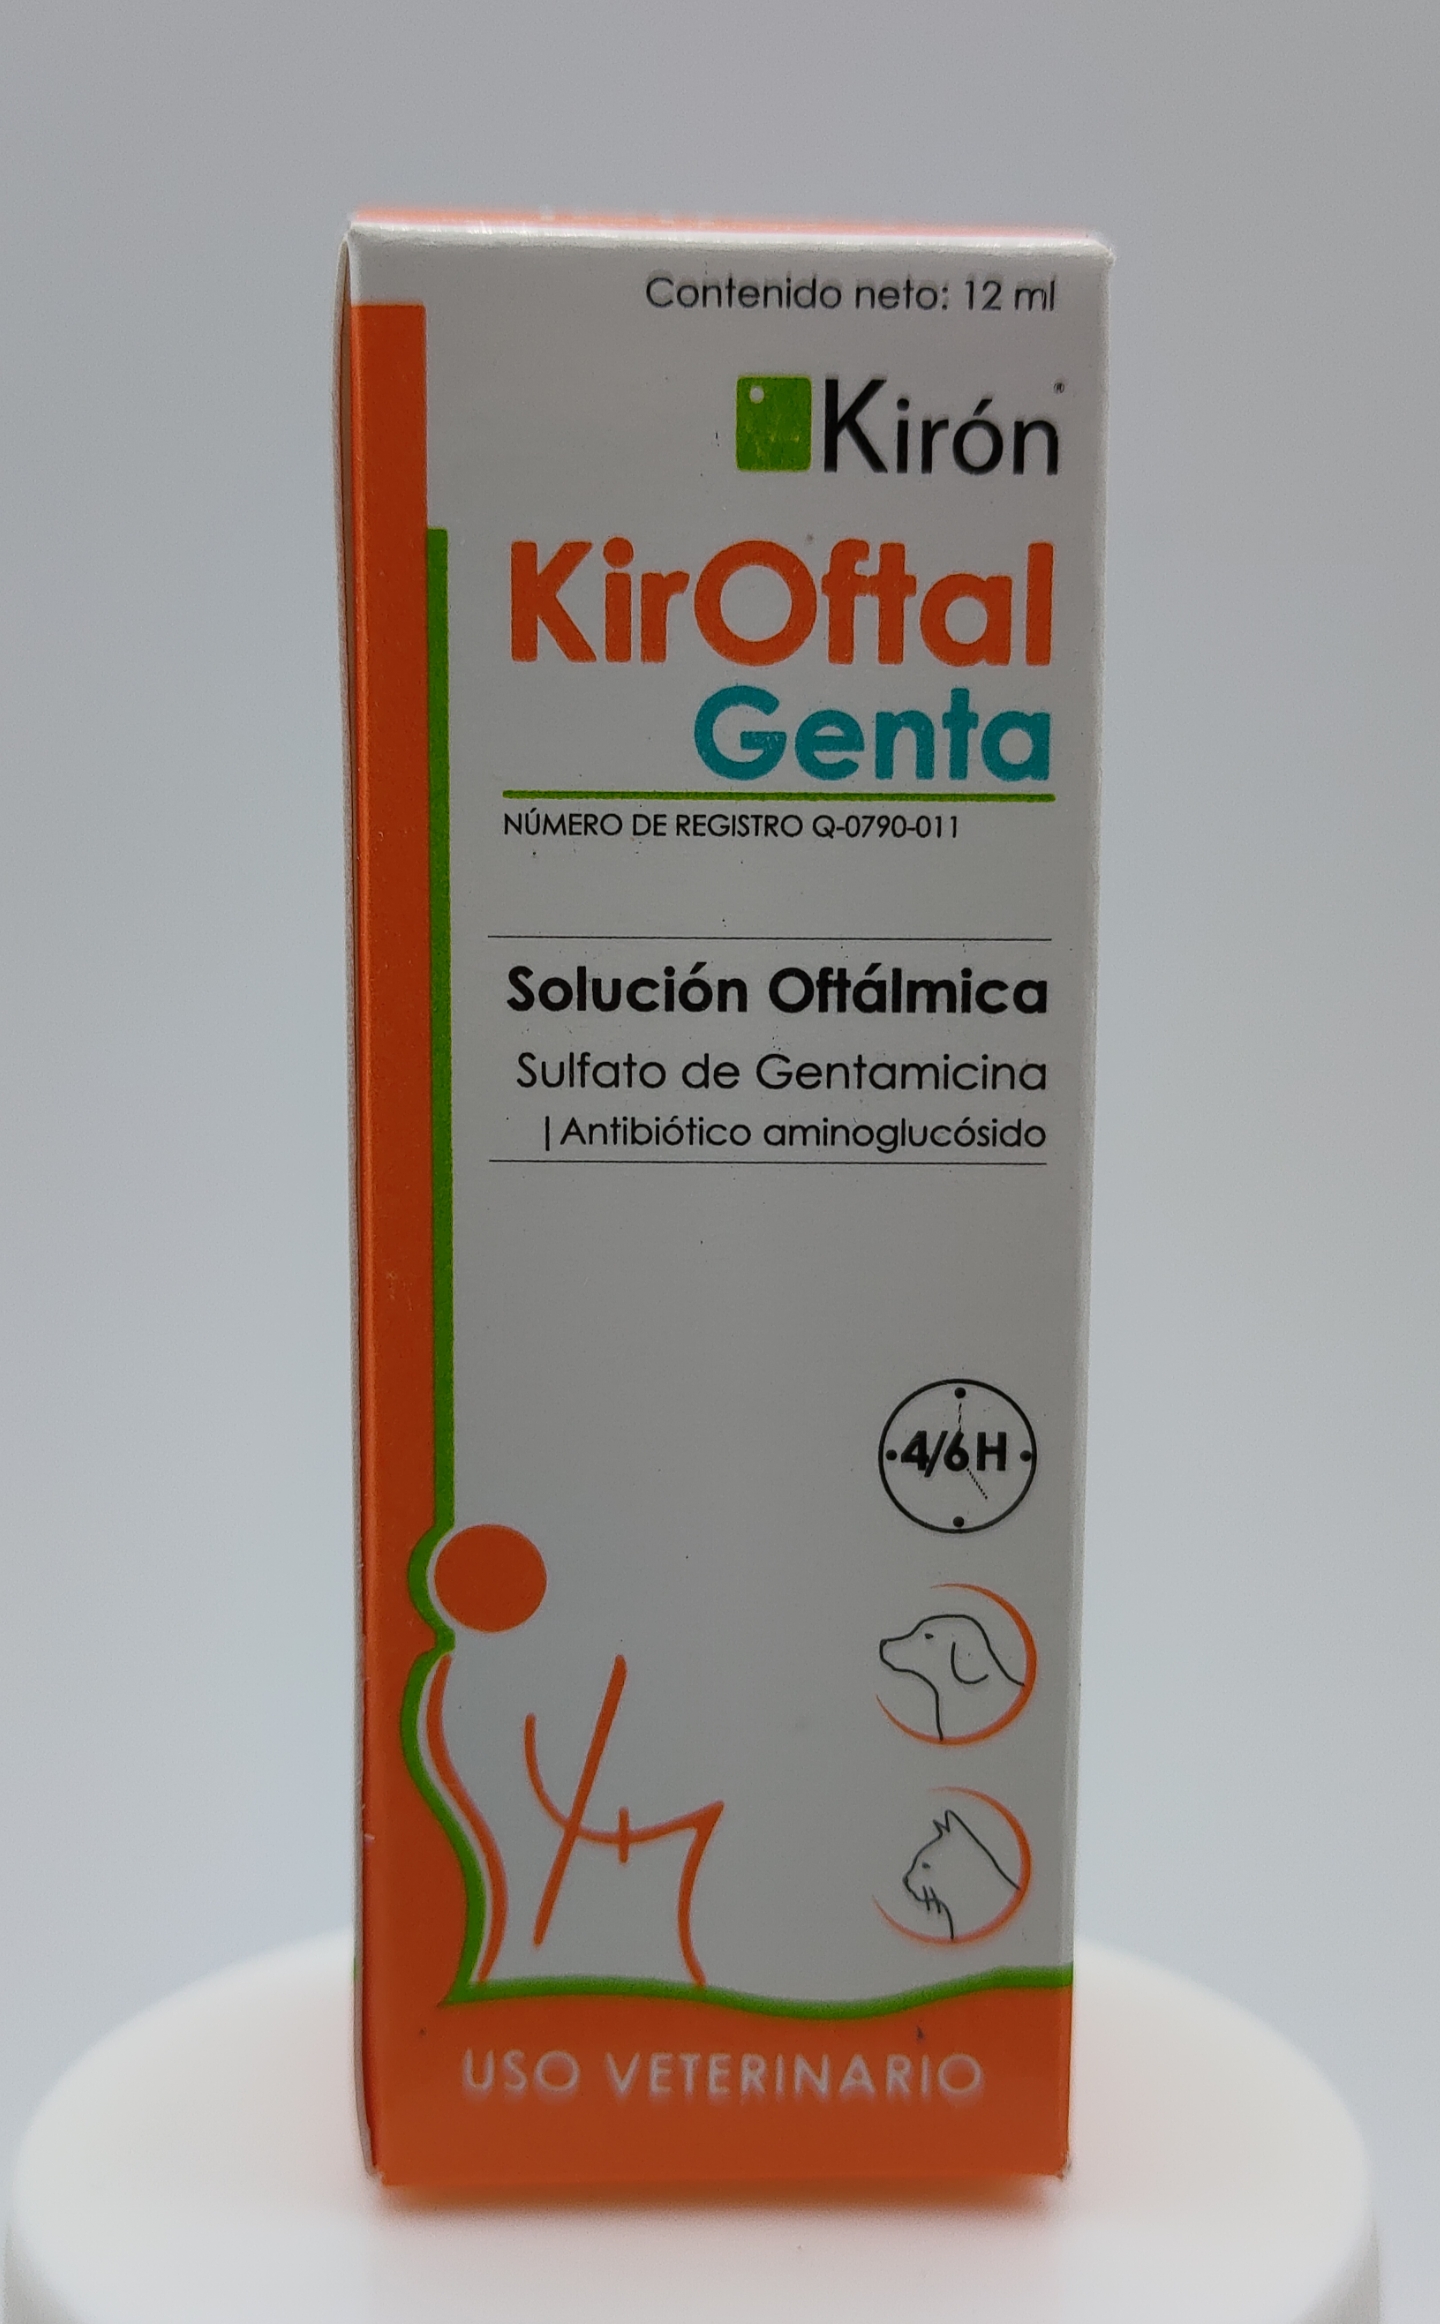 Contenido neto: 12 ml
Kirón®
KirOftal
Genta
NÚMERO DE REGISTRO Q-0790-011
Solución Oftálmica
Sulfato de Gentamicina
| Antibiótico aminoglucósido
4/6 H
USO VETERINARIO